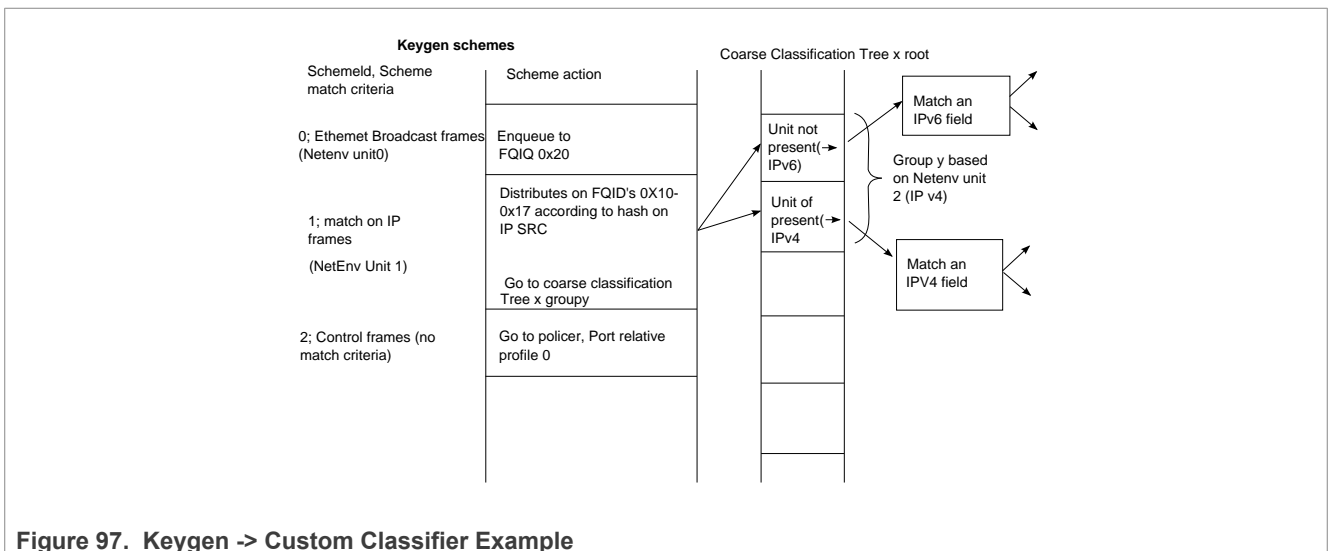 Keygen schemes
SchemeId, Scheme
match criteria
Scheme action
Coarse Classification Tree x root
0; Ethemet Broadcast frames
(Netenv unit0)
Enqueue to
FQIQ 0x20
1; match on IP
frames
(NetEnv Unit 1)
Distributes on FQID's 0X10-
0x17 according to hash on
IP SRC
Go to coarse classification
Tree x groupy
2; Control frames (no
match criteria)
Go to policer, Port relative
profile 0
Unit not
present(→
IPv6)
Unit of
present(→
IPv4
Match an
IPv6 field
Group y based
on Netenv unit
2 (IP v4)
Match an
IPV4 field
Figure 97. Keygen -> Custom Classifier Example